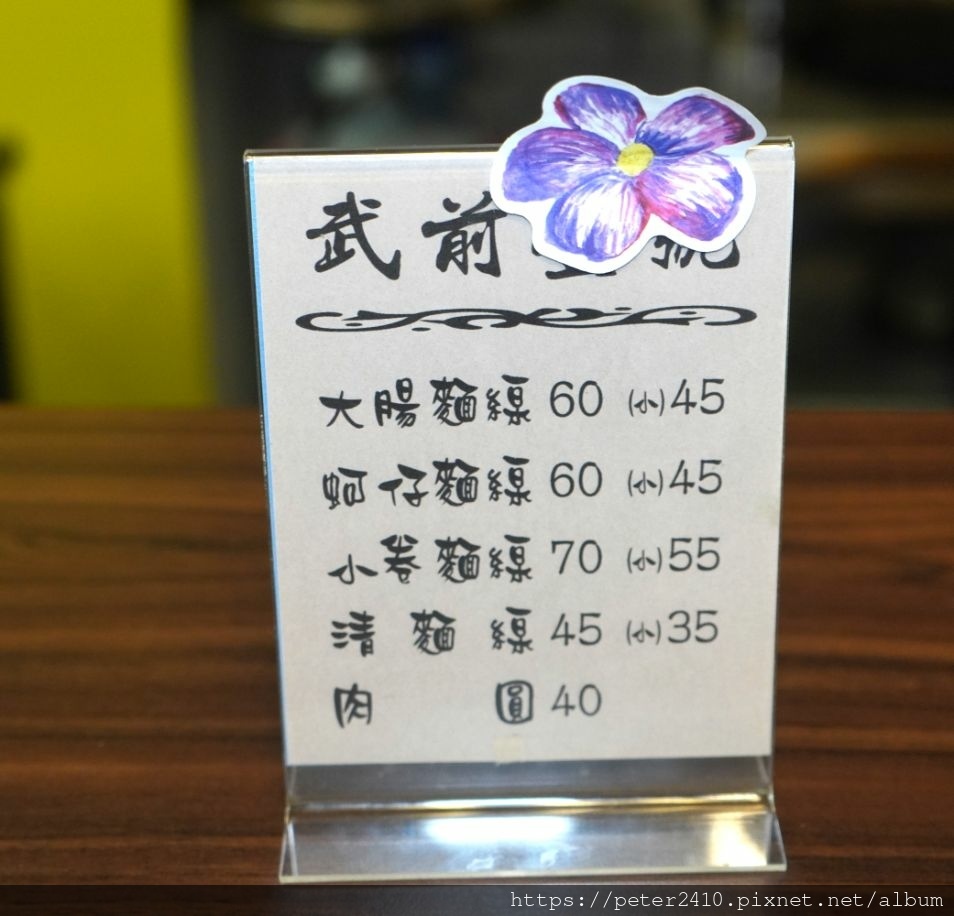 武前號
大腸麵線 60 (小)45
蚵仔麵線 60 (小)45
小卷麵線 70 (小)55
清麵線 45 (小)35
肉圓 40
https://peter2410.pixnet.net/album